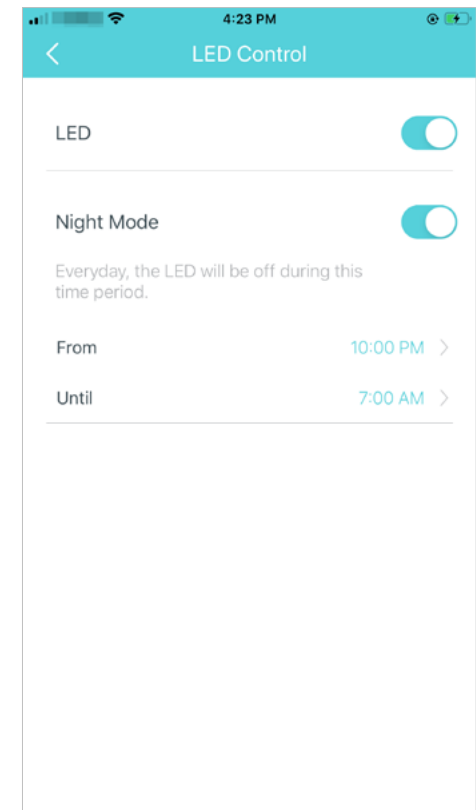 4:23 PM
LED Control
LED
Night Mode
Everyday, the LED will be off during this
time period.
From 10:00 PM
Until 7:00 AM